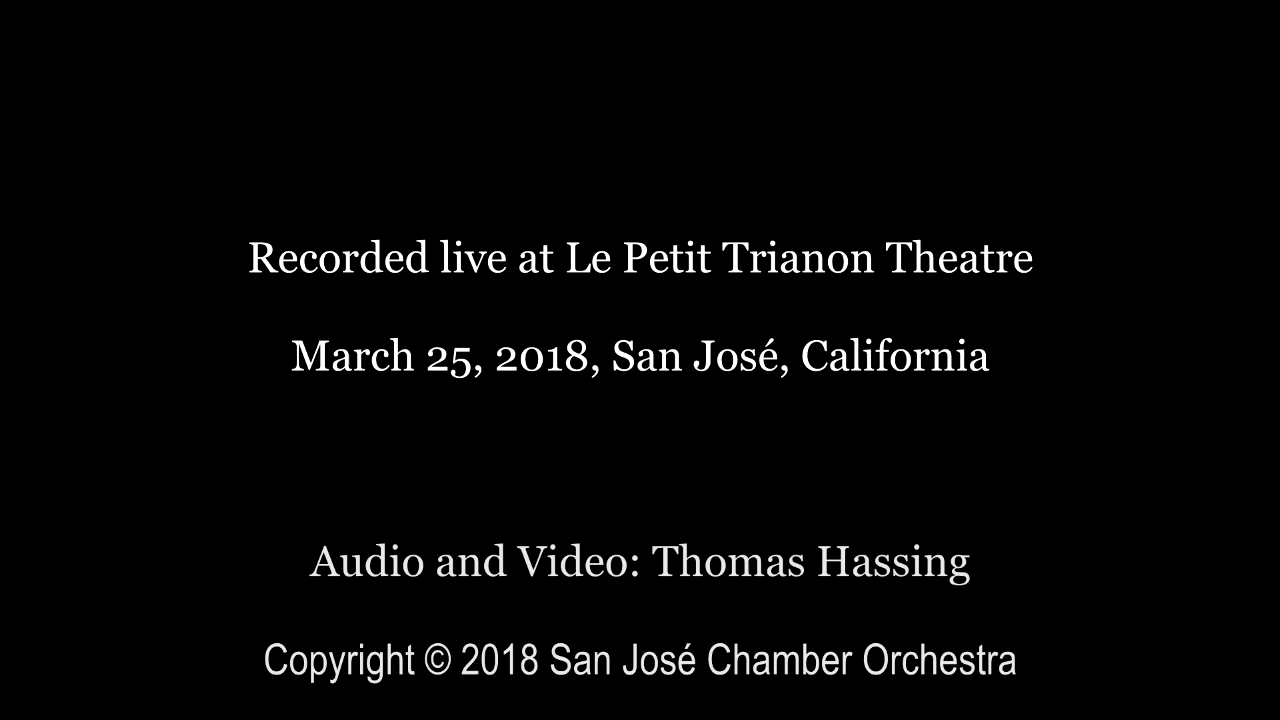 Recorded live at Le Petit Trianon Theatre
March 25, 2018, San José, California
Audio and Video: Thomas Hassing
Copyright © 2018 San José Chamber Orchestra